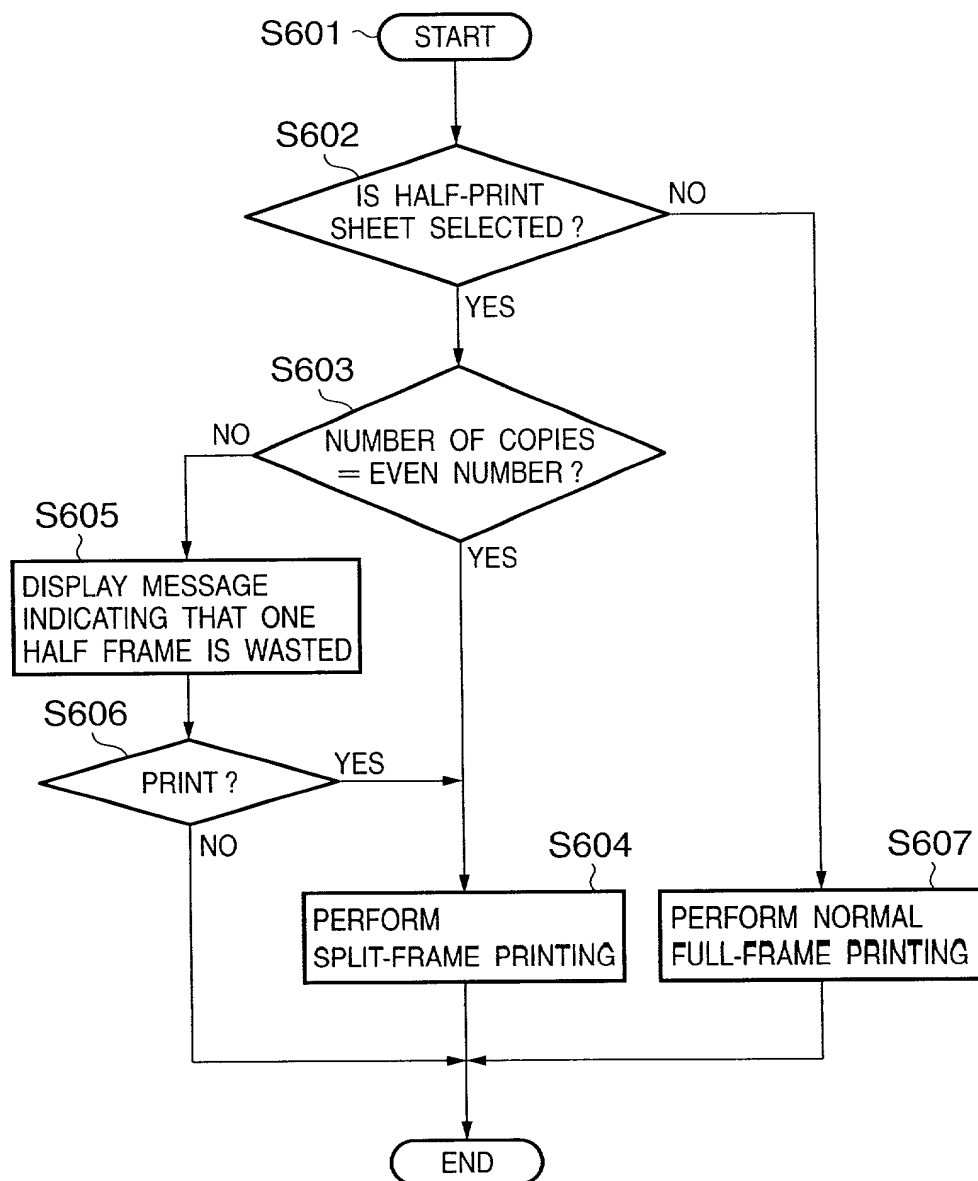 S601
START
S602
IS HALF-PRINT
SHEET SELECTED?
NO
YES
S603
NUMBER OF COPIES
= EVEN NUMBER?
NO
YES
S605
DISPLAY MESSAGE
INDICATING THAT ONE
HALF FRAME IS WASTED
S606
PRINT?
YES
NO
S604
PERFORM
SPLIT-FRAME PRINTING
S607
PERFORM NORMAL
FULL-FRAME PRINTING
END